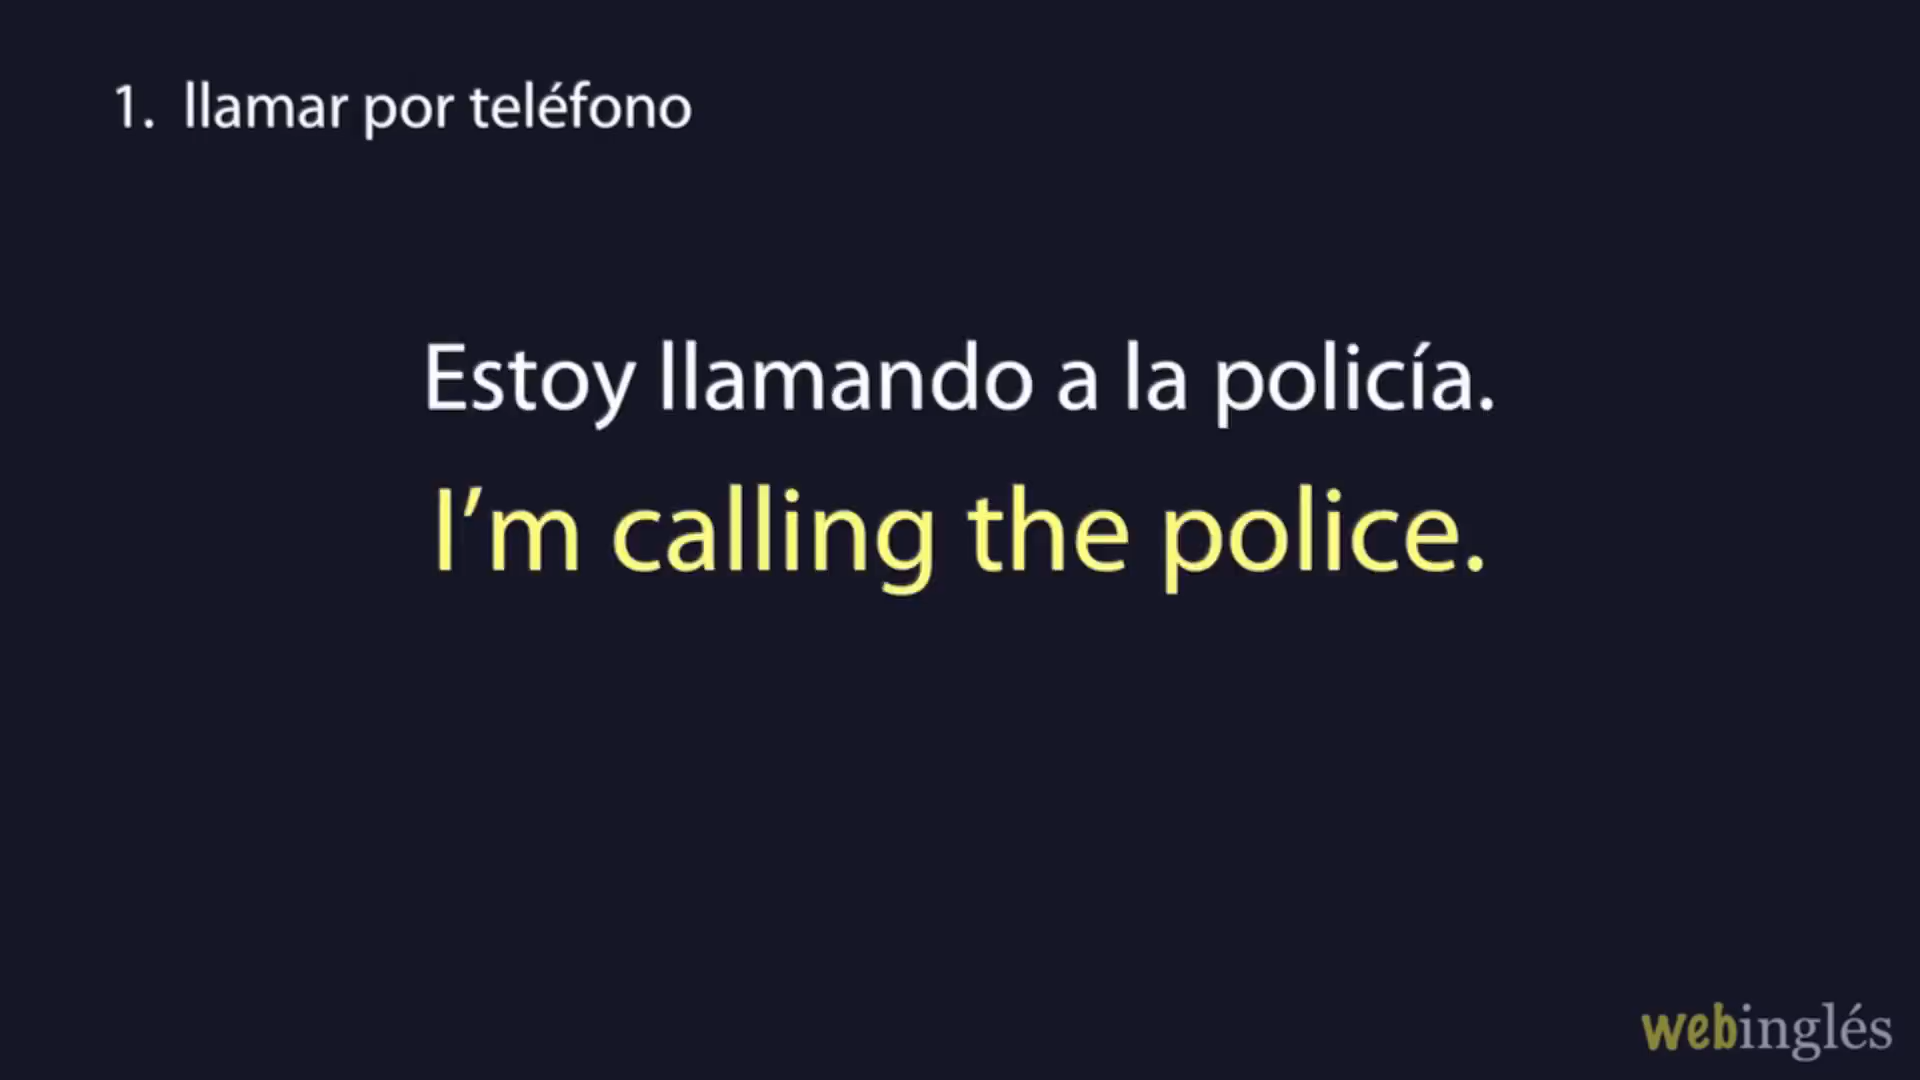 1. llamar por teléfono
Estoy llamando a la policía.
I’m calling the police.
webinglés